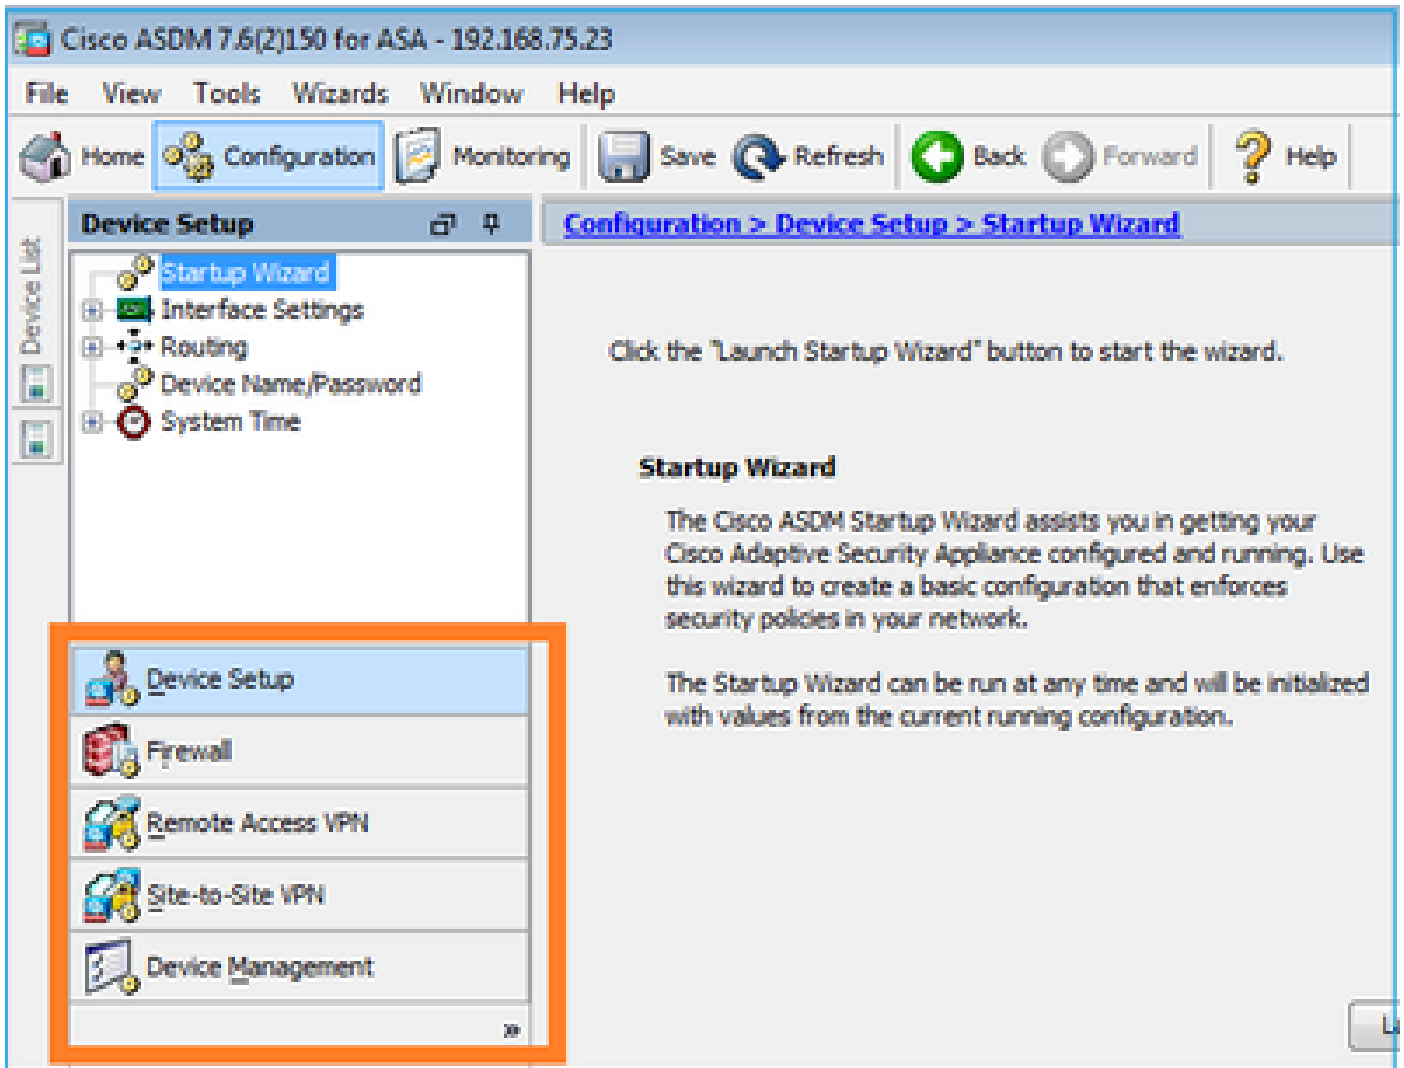 Cisco ASDM 7.6(2)150 for ASA - 192.168.75.23
File View Tools Wizards Window Help
Home Configuration Monitoring Save Refresh Back Forward Help
Device List
Device Setup
Startup Wizard
Interface Settings
Routing
Device Name/Password
System Time
Device Setup
Firewall
Remote Access VPN
Site-to-Site VPN
Device Management
»
Configuration > Device Setup > Startup Wizard
Click the "Launch Startup Wizard" button to start the wizard.
Startup Wizard
The Cisco ASDM Startup Wizard assists you in getting your
Cisco Adaptive Security Appliance configured and running. Use
this wizard to create a basic configuration that enforces
security policies in your network.
The Startup Wizard can be run at any time and will be initialized
with values from the current running configuration.